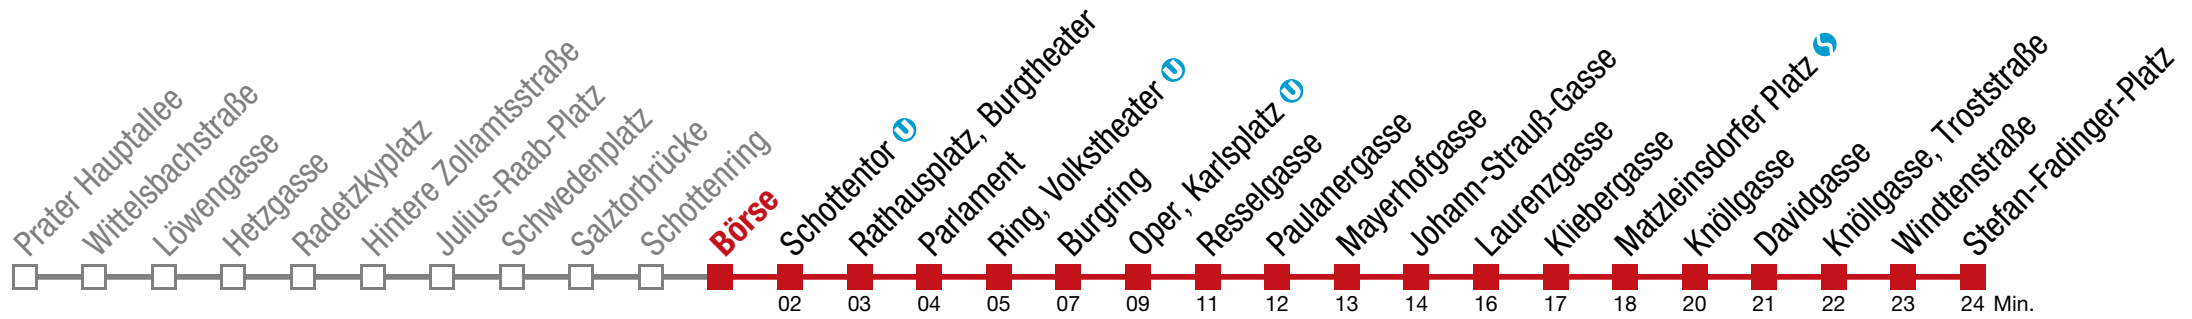 Prater Hauptallee
Wittelsbachstraße
Löwengasse
Hetzgasse
Radetzkyplatz
Hintere Zollamtsstraße
Julius-Raab-Platz
Schwedenplatz
Salztorbrücke
Schottenring
Börse
Schottentor U
Rathausplatz, Burgtheater
Parlament
Ring, Volkstheater U
Burgring
Oper, Karlsplatz U
Resselgasse
Paulanergasse
Mayerhofgasse
Johann-Strauß-Gasse
Laurenzgasse
Kliebergasse
Matzleinsdorfer Platz S
Knöllgasse
Davidgasse
Knöllgasse, Troststraße
Windtenstraße
Stefan-Fadinger-Platz
02 03 04 05 07 09 11 12 13 14 16 17 18 20 21 22 23 24 Min.